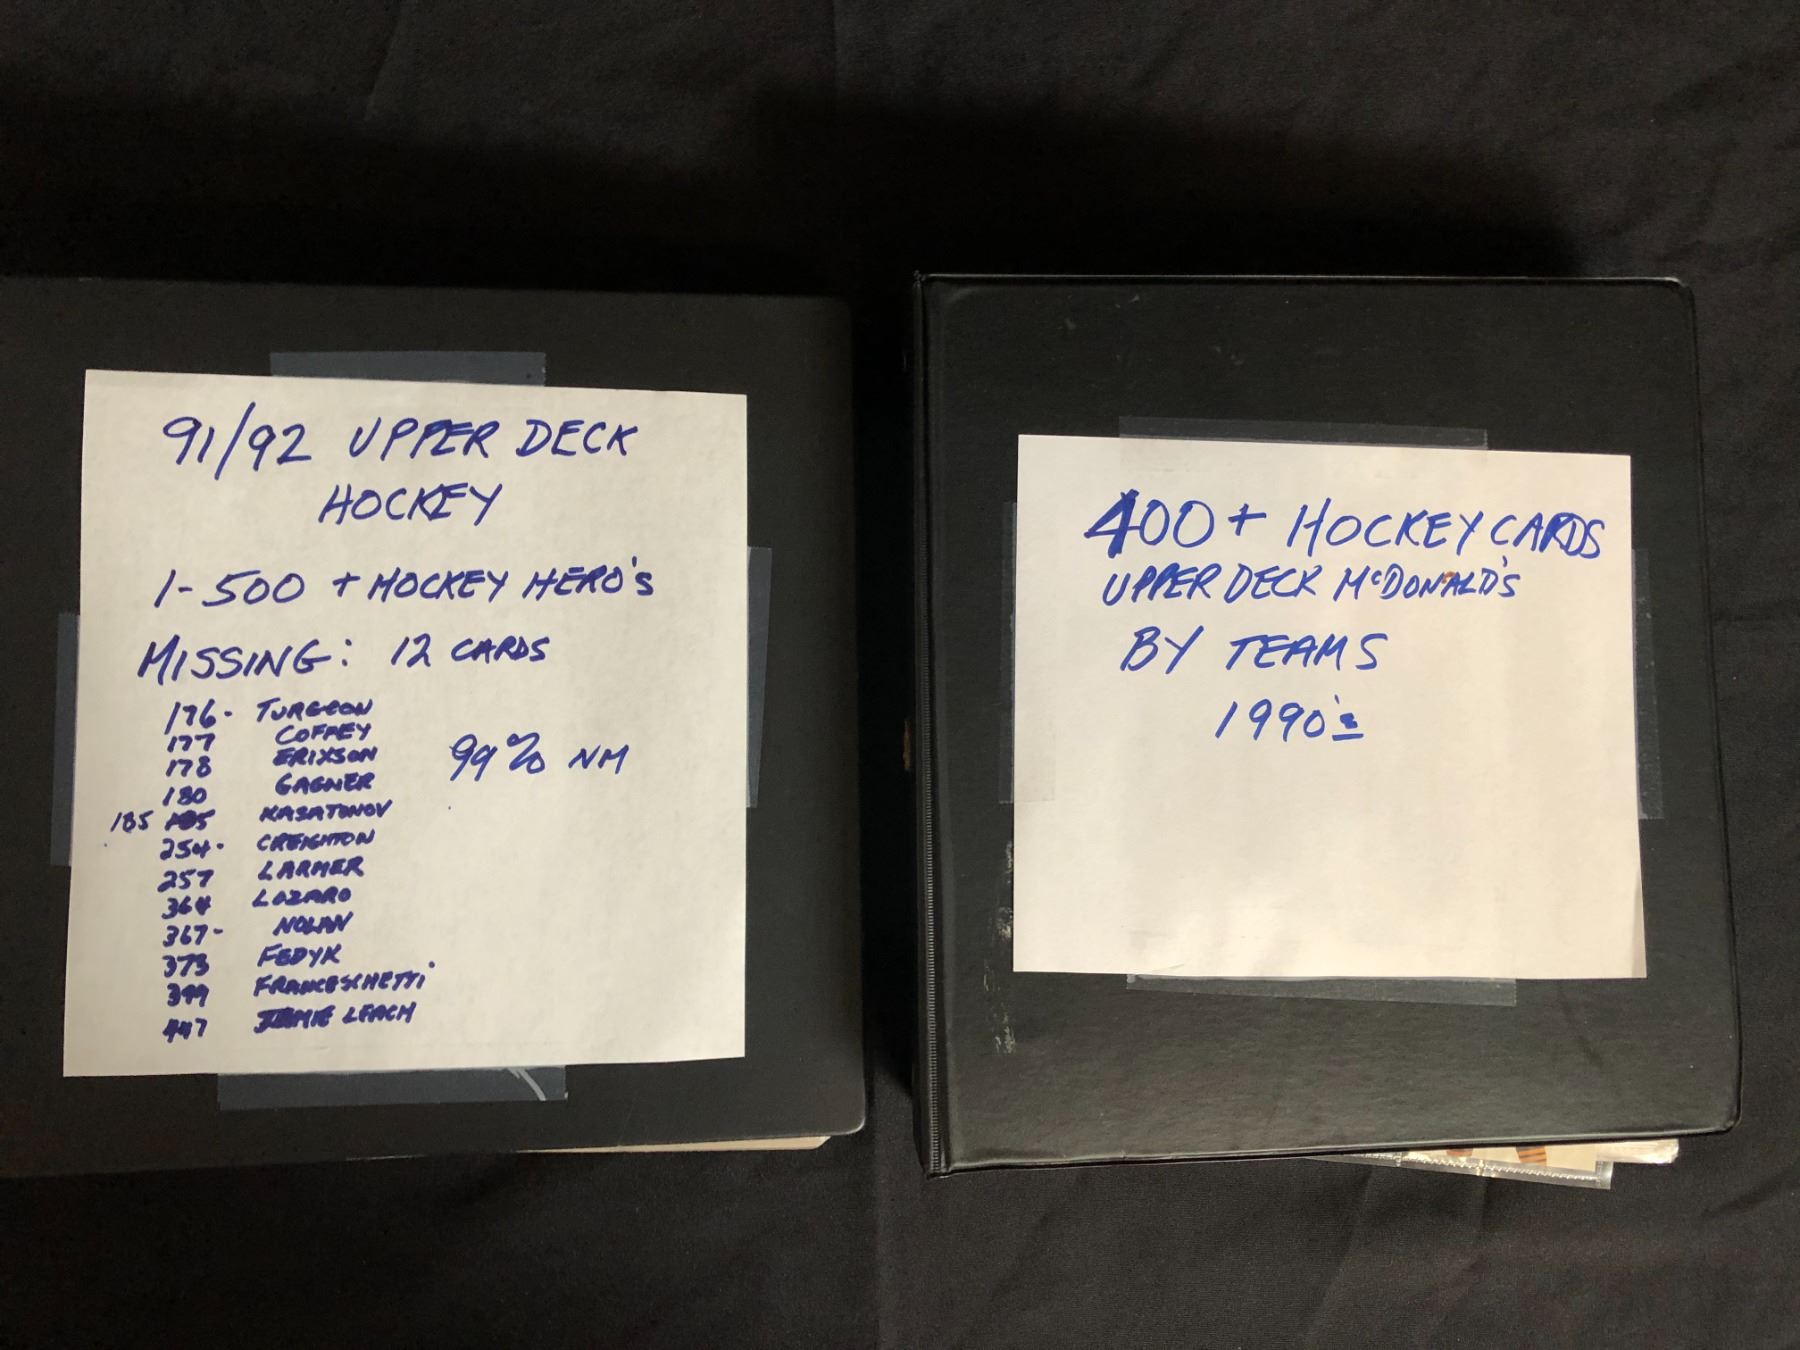 91/92 UPPER DECK
HOCKEY
1-500 + HOCKEY HERO'S
MISSING: 12 CARDS
176- TURGEON
177 COFFEY
178 ERIXSON
180 GAGNER
185 185 KASATONOV
254- CREIGHTON
257 LARMER
364 LAZARO
367- NOLAN
373 FEDYK
399 FRANCESCHETTI
447 JAMIE LEACH
99% NM
400+ HOCKEY CARDS
UPPER DECK McDONALD'S
BY TEAMS
1990's